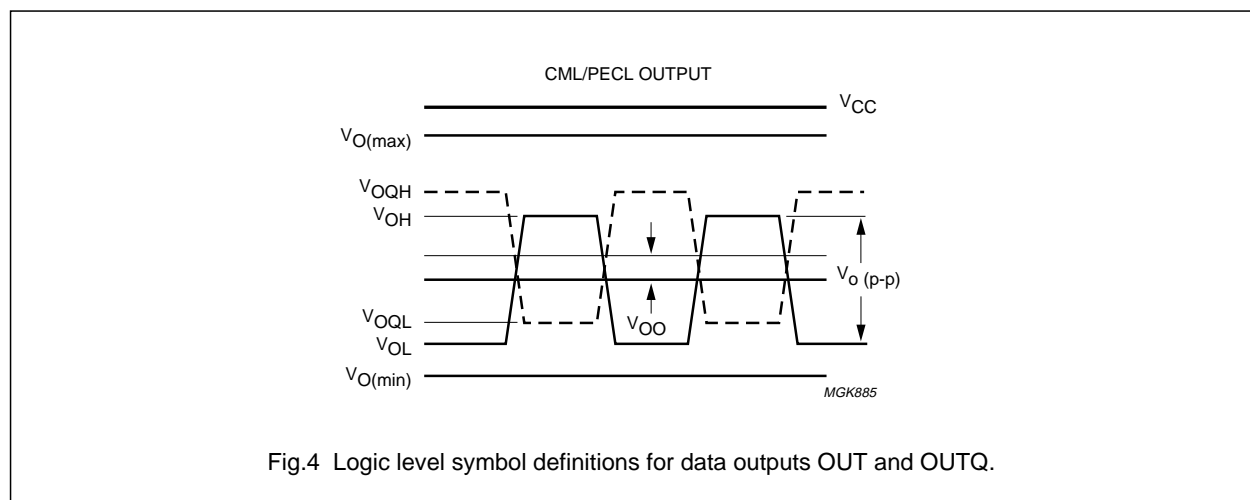 CML/PECL OUTPUT
VCC
VO(max)
VOQH
VOH
Vo (p-p)
VOQL
VOO
VOL
VO(min)
MGK885
Fig.4 Logic level symbol definitions for data outputs OUT and OUTQ.